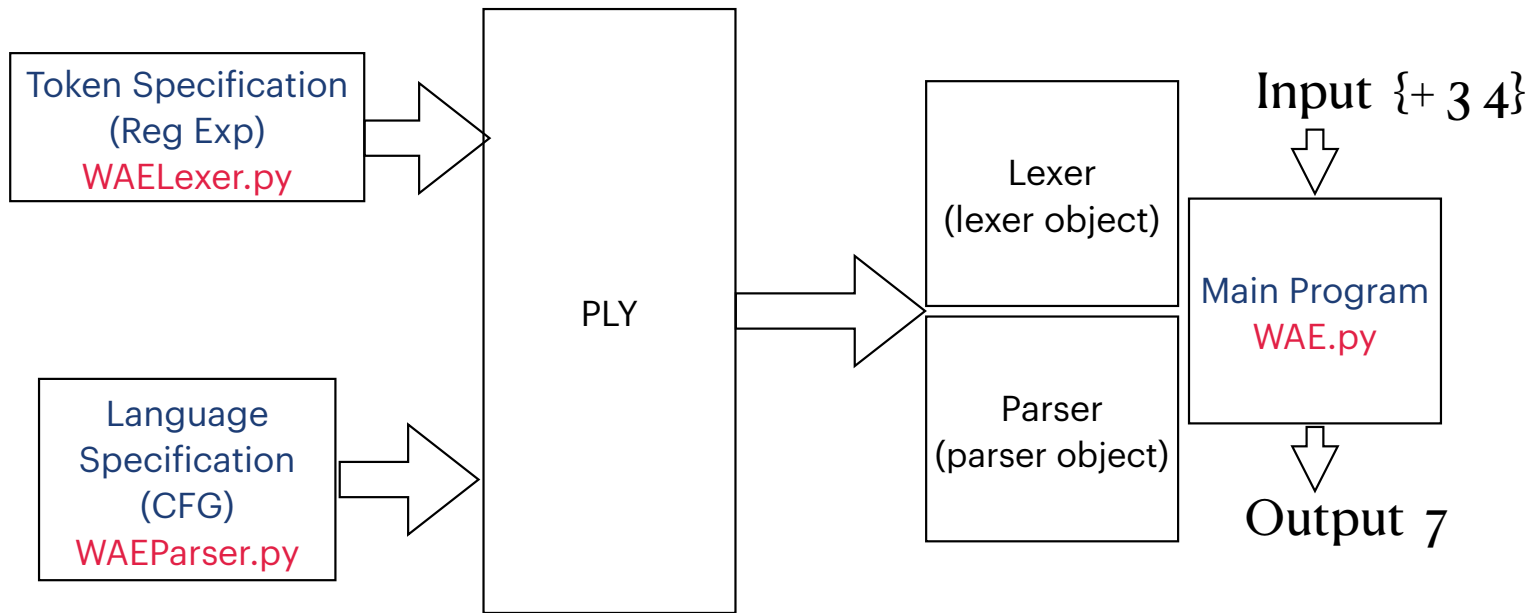 Token Specification
(Reg Exp)
WAELexer.py
Language
Specification
(CFG)
WAEParser.py
PLY
Lexer
(lexer object)
Parser
(parser object)
Input {+ 3 4}
Main Program
WAE.py
Output 7